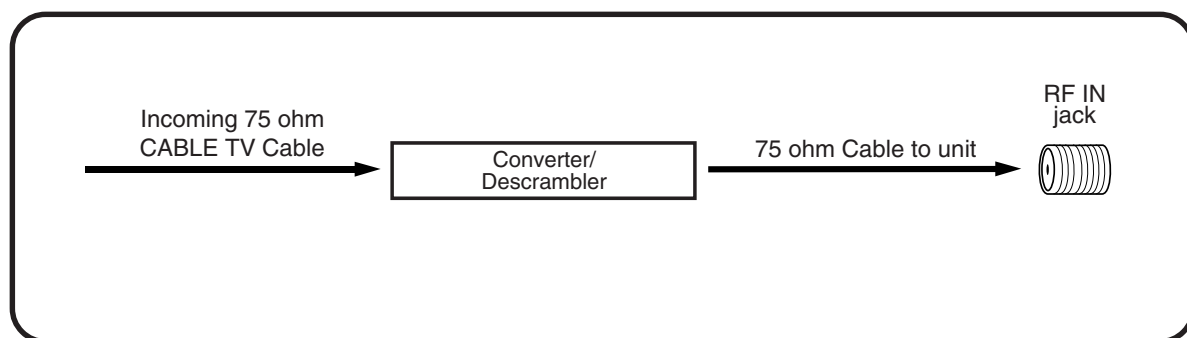 Incoming 75 ohm
CABLE TV Cable
Converter/
Descrambler
75 ohm Cable to unit
RF IN
jack